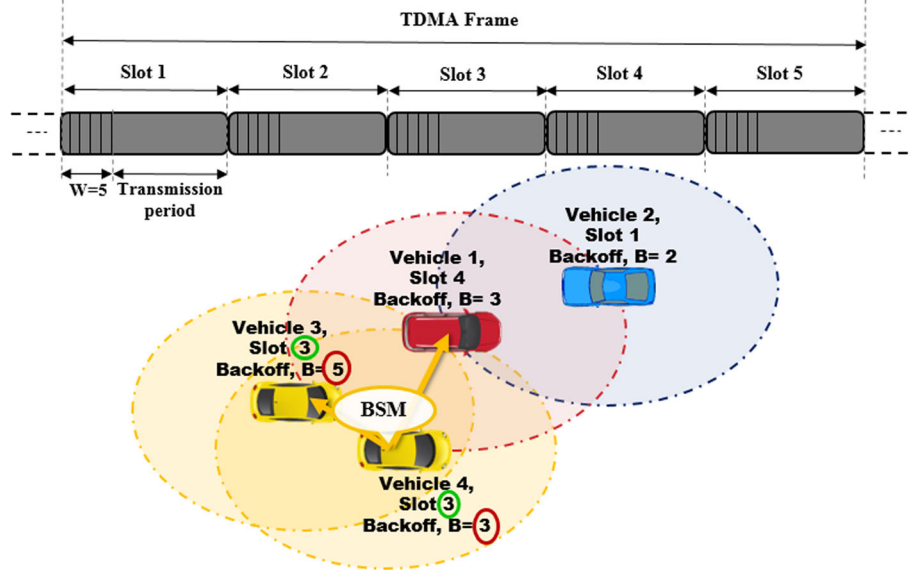 TDMA Frame
Slot 1
Slot 2
Slot 3
Slot 4
Slot 5
W=5
Transmission
period
Vehicle 2,
Slot 1
Backoff, B= 2
Vehicle 1,
Slot 4
Backoff, B= 3
Vehicle 3,
Slot 3
Backoff, B= 5
BSM
Vehicle 4,
Slot 3
Backoff, B= 3